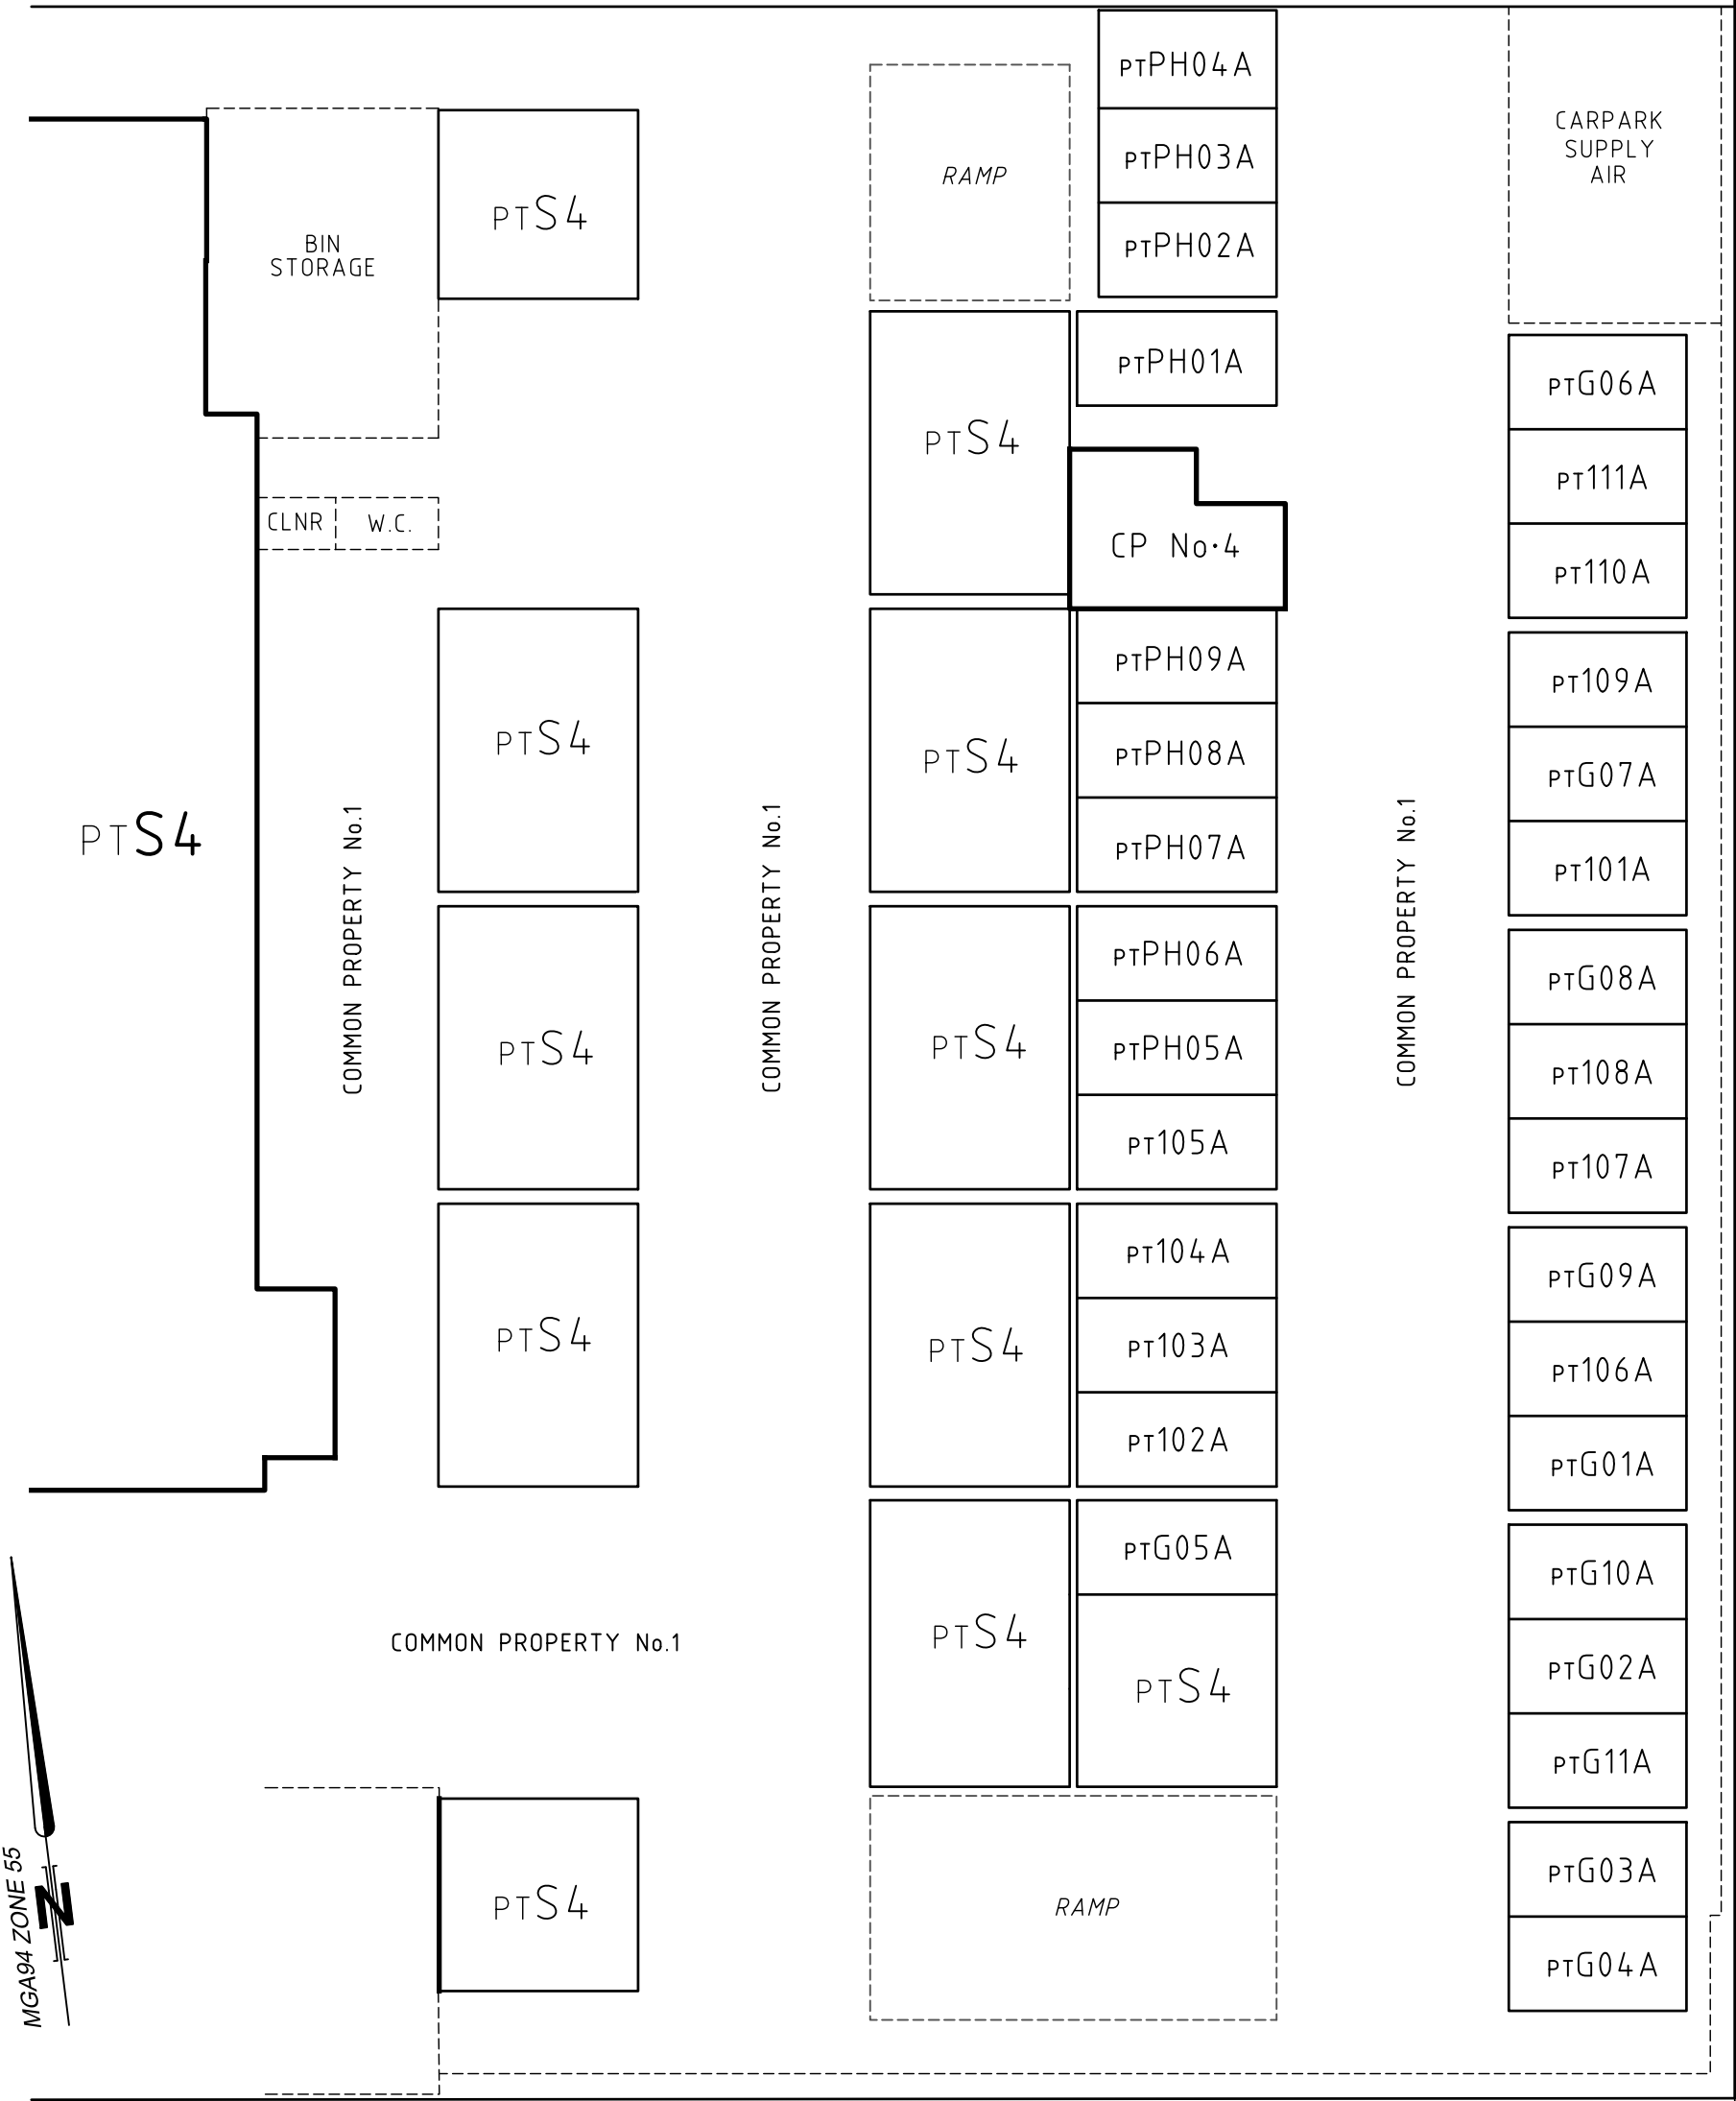 PTPH04A
PTPH03A
PTPH02A
PTPH01A
CARPARK
SUPPLY
AIR
RAMP
BIN
STORAGE
PTS4
PTS4
CLNR
W.C.
CP No·4
PTS4
PTS4
PTS4
PTS4
PTS4
PTS4
PTS4
PTS4
PTS4
PTS4
PTS4
PTPH09A
PTPH08A
PTPH07A
PTPH06A
PTPH05A
PT105A
PT104A
PT103A
PT102A
PTG05A
PTG06A
PT111A
PT110A
PT109A
PTG07A
PT101A
PTG08A
PT108A
PT107A
PTG09A
PT106A
PTG01A
PTG10A
PTG02A
PTG11A
PTG03A
PTG04A
COMMON PROPERTY No.1
COMMON PROPERTY No.1
COMMON PROPERTY No.1
COMMON PROPERTY No.1
RAMP
MGA94 ZONE 55
N